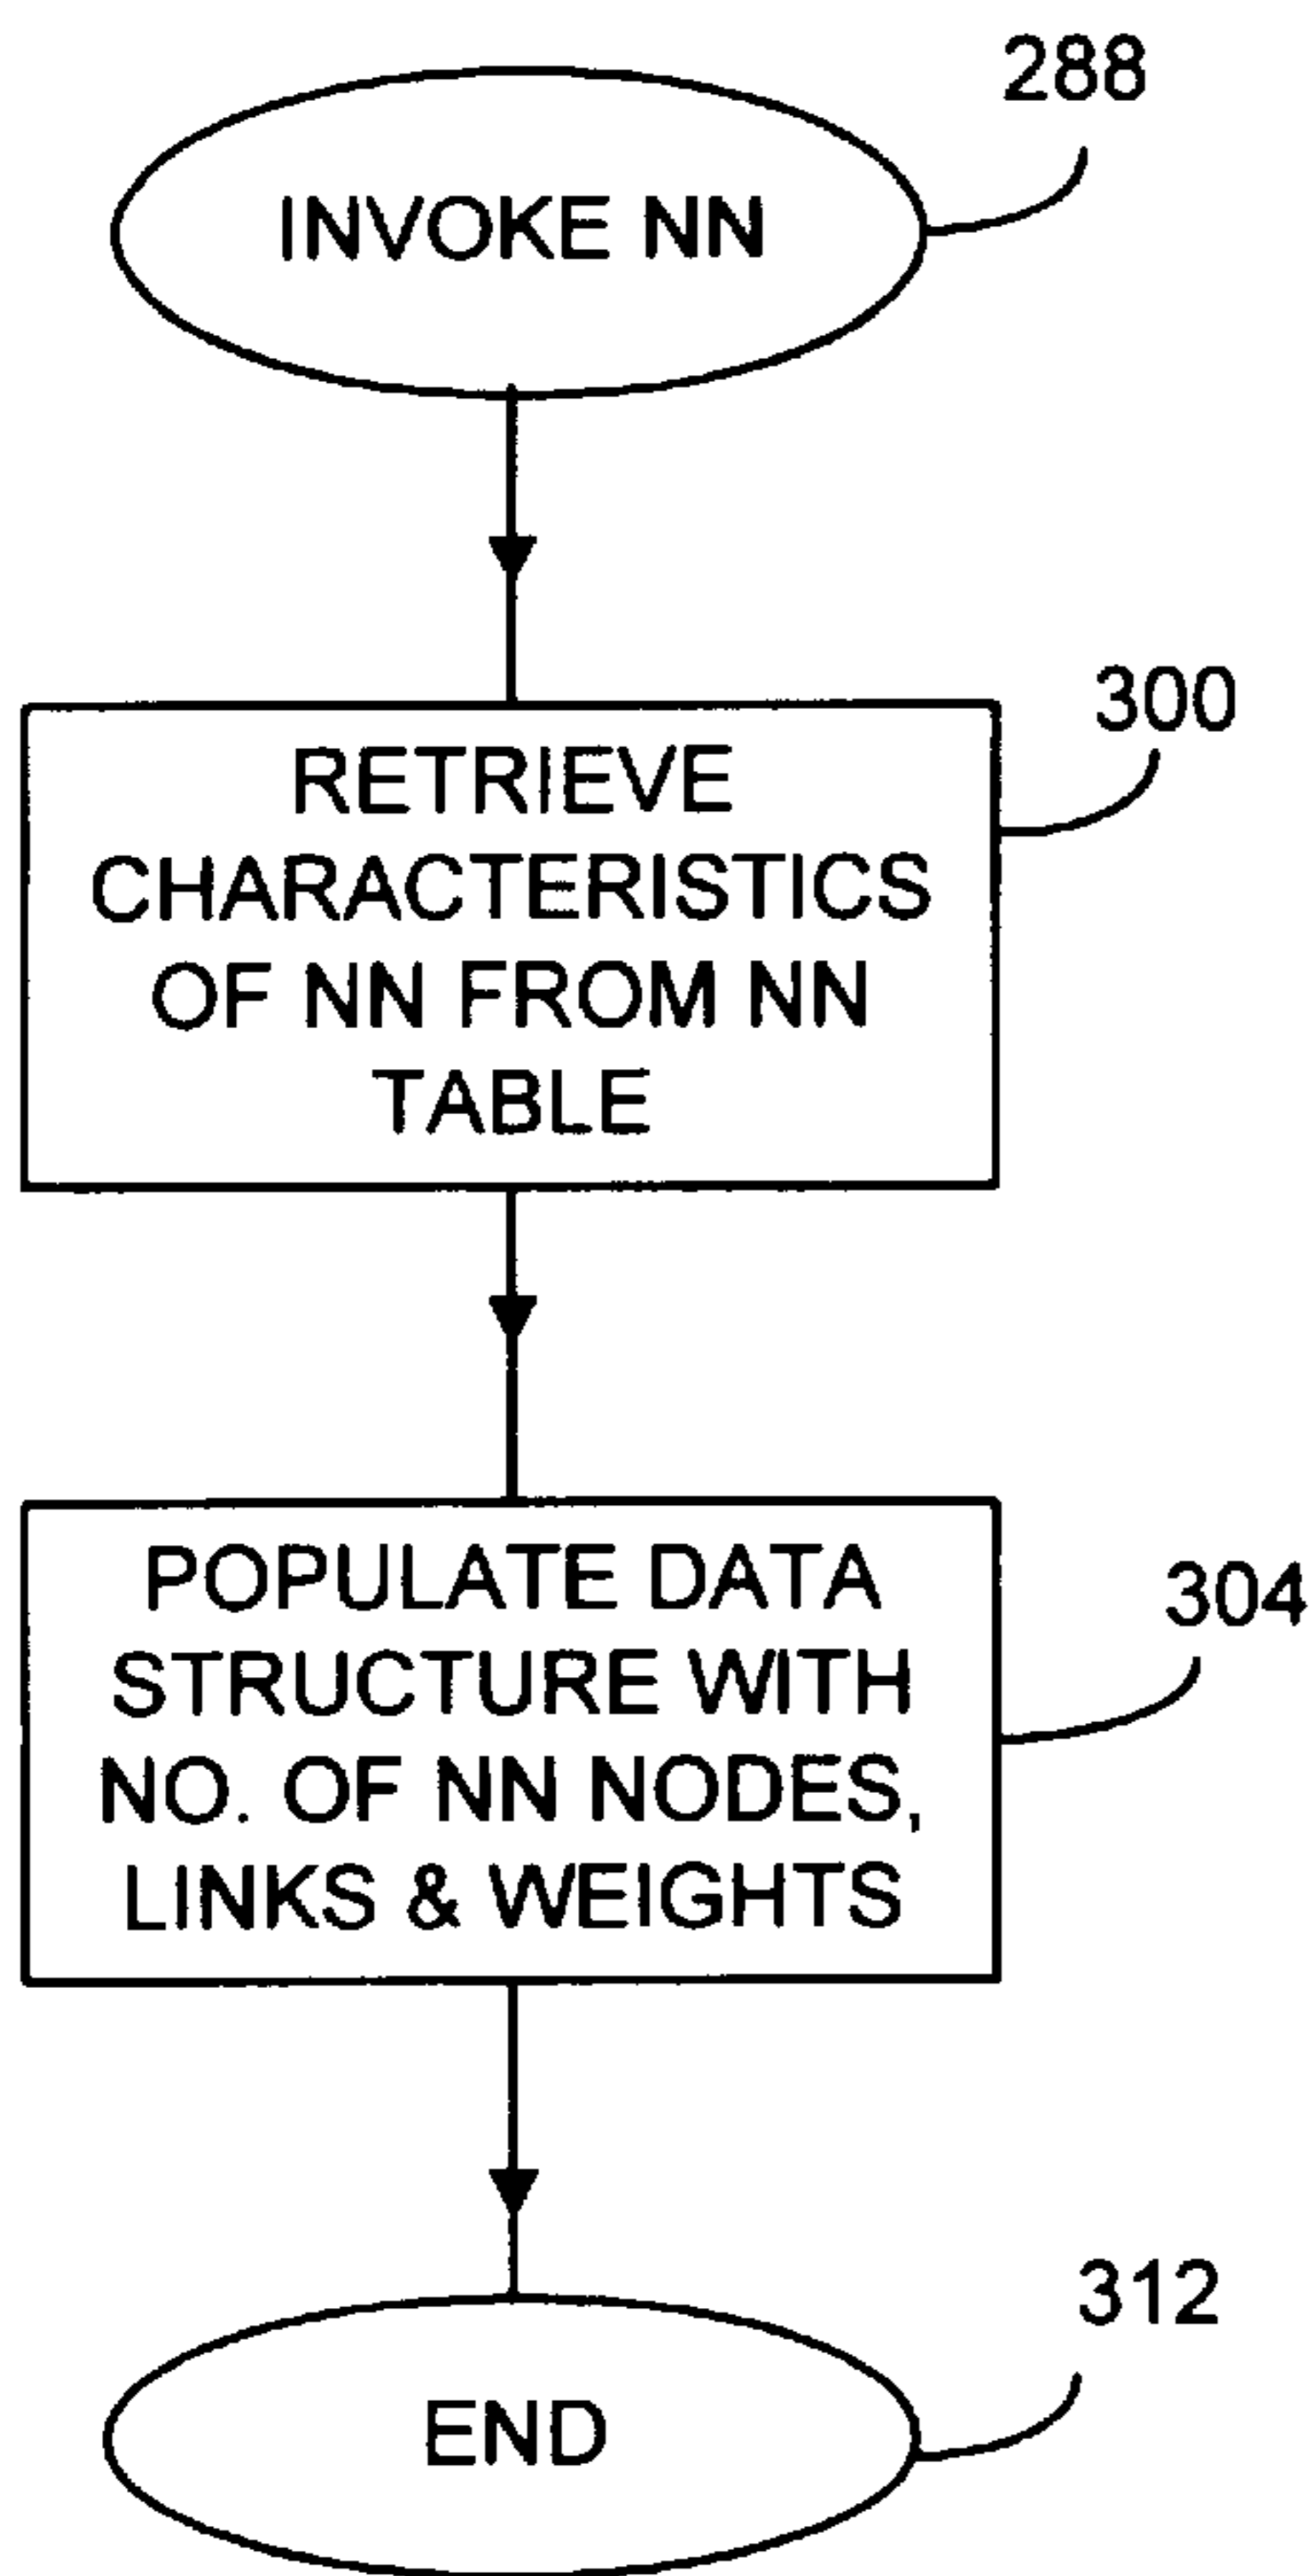 288
INVOKE NN
300
RETRIEVE
CHARACTERISTICS
OF NN FROM NN
TABLE
304
POPULATE DATA
STRUCTURE WITH
NO. OF NN NODES,
LINKS & WEIGHTS
312
END